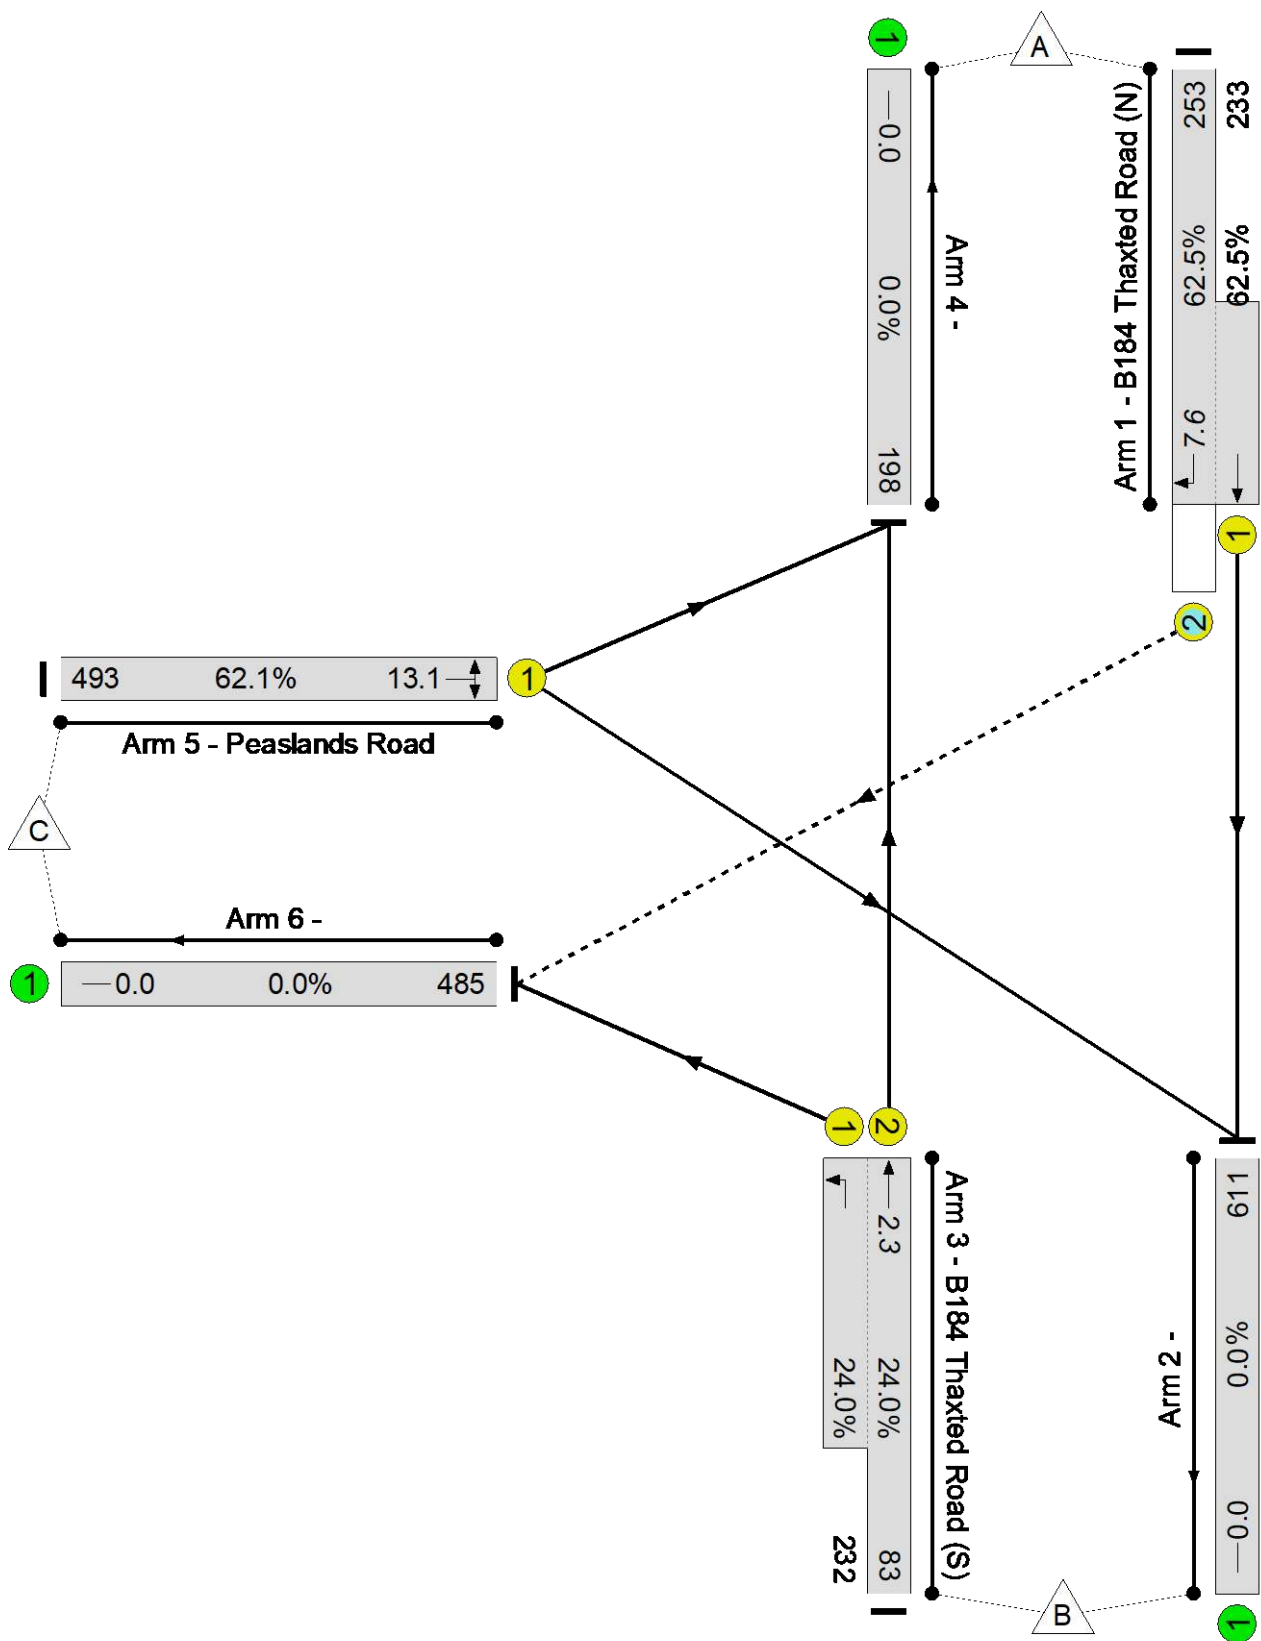 1
A
—0.0 0.0% 198
Arm 4 -
Arm 1 - B184 Thaxted Road (N)
253 62.5% 7.6
233 62.5%
1
2
493 62.1% 13.1
1
Arm 5 - Peaslands Road
C
Arm 6 -
1
—0.0 0.0% 485
1
2
24.0% 232
2.3 24.0% 83
Arm 3 - B184 Thaxted Road (S)
Arm 2 -
611 0.0% —0.0
B
1